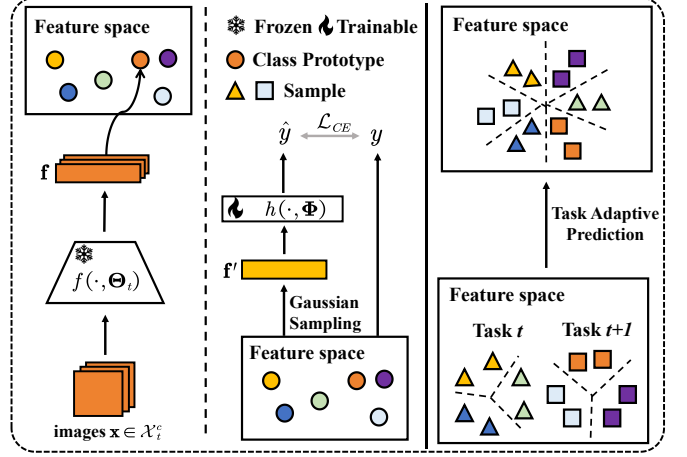 Feature space
f
f(·, Θₜ)
images x ∈ 𝒳ₜᶜ
Frozen Trainable
Class Prototype
Sample
ŷ ℒ_CE y
h(·, Φ)
f′
Gaussian
Sampling
Feature space
Feature space
Task Adaptive
Prediction
Feature space
Task t Task t+1